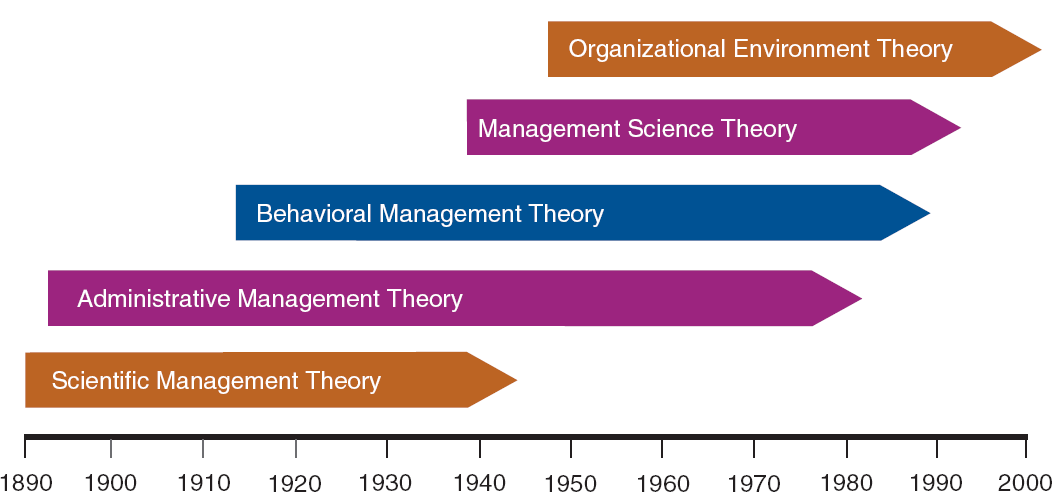 Organizational Environment Theory
Management Science Theory
Behavioral Management Theory
Administrative Management Theory
Scientific Management Theory
1890 1900 1910 1920 1930 1940 1950 1960 1970 1980 1990 2000